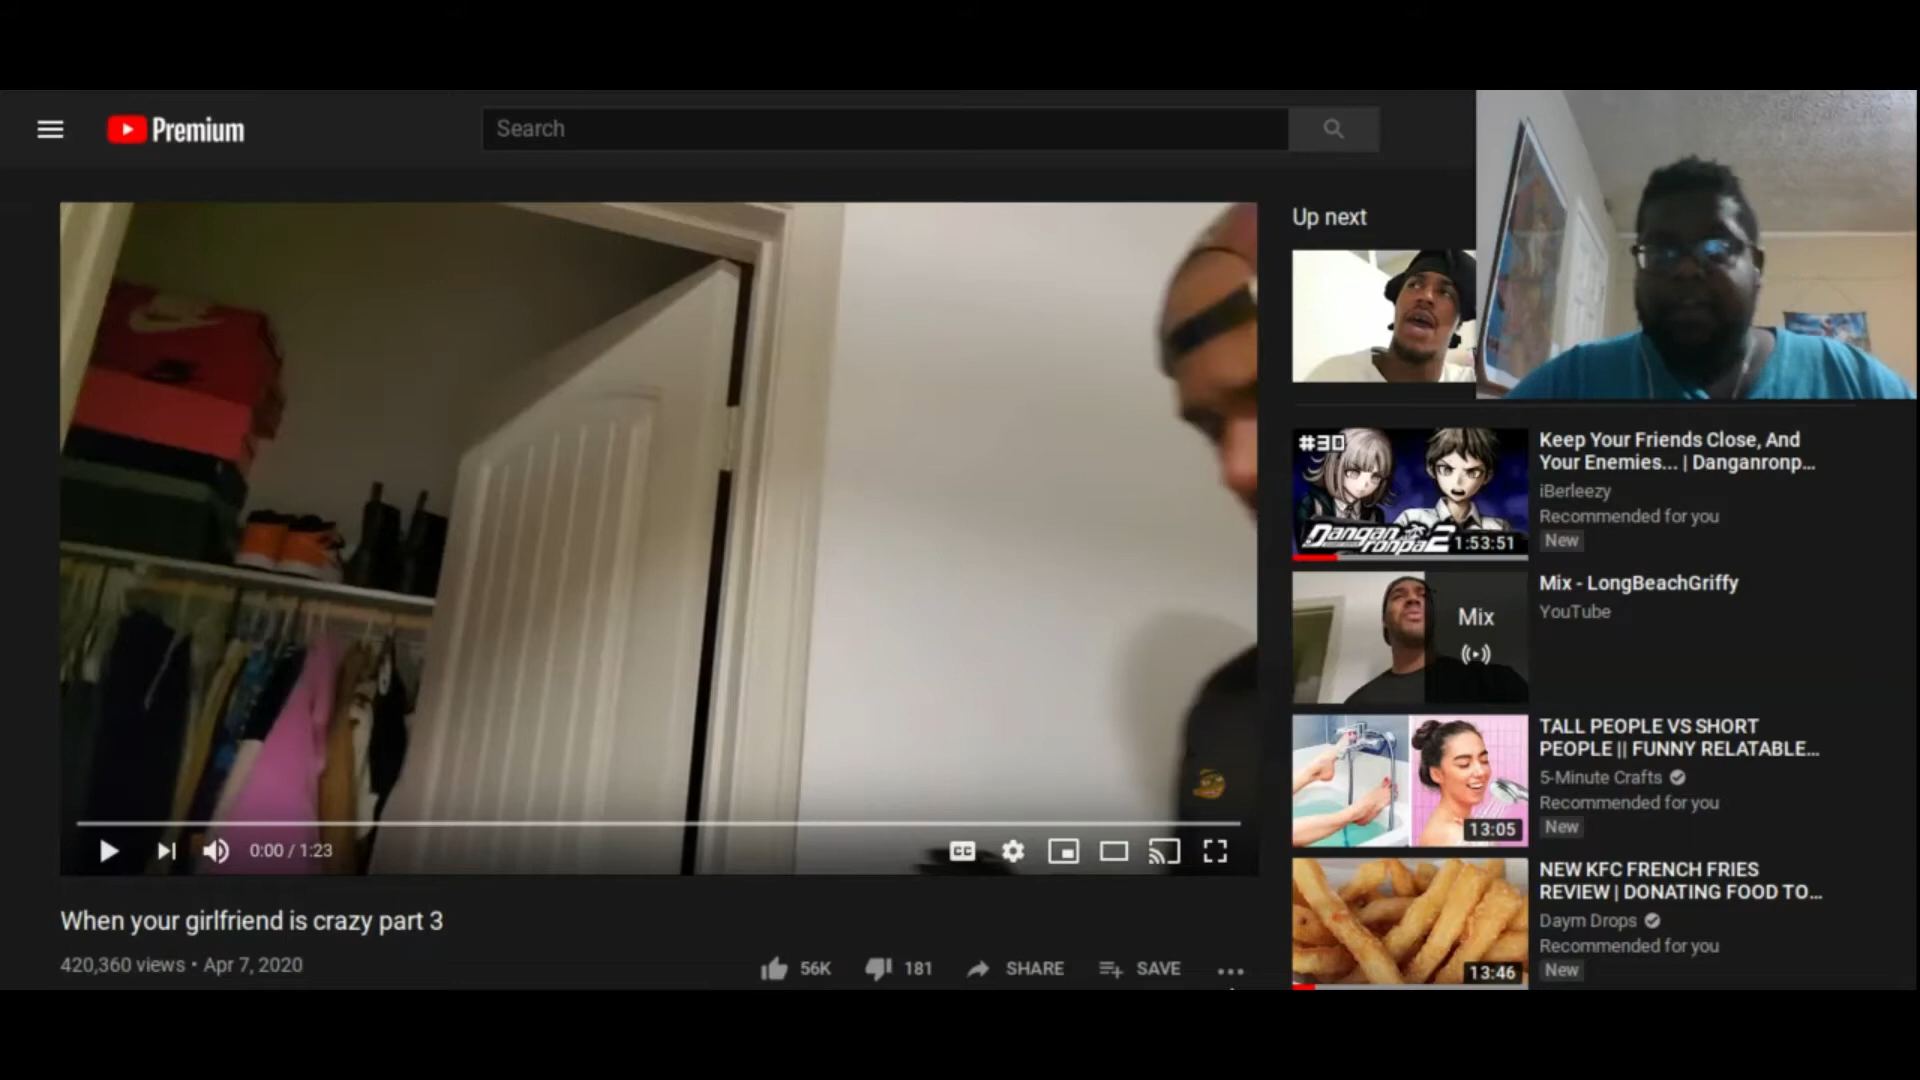 Premium
Search
Up next
#30
Danganronpa 2
1:53:51
Keep Your Friends Close, And
Your Enemies... | Danganronp...
iBerleezy
Recommended for you
New
Mix
Mix - LongBeachGriffy
YouTube
13:05
TALL PEOPLE VS SHORT
PEOPLE || FUNNY RELATABLE...
5-Minute Crafts
Recommended for you
New
13:46
NEW KFC FRENCH FRIES
REVIEW | DONATING FOOD TO...
Daym Drops
Recommended for you
New
0:00 / 1:23
CC
When your girlfriend is crazy part 3
420,360 views • Apr 7, 2020
56K
181
SHARE
SAVE